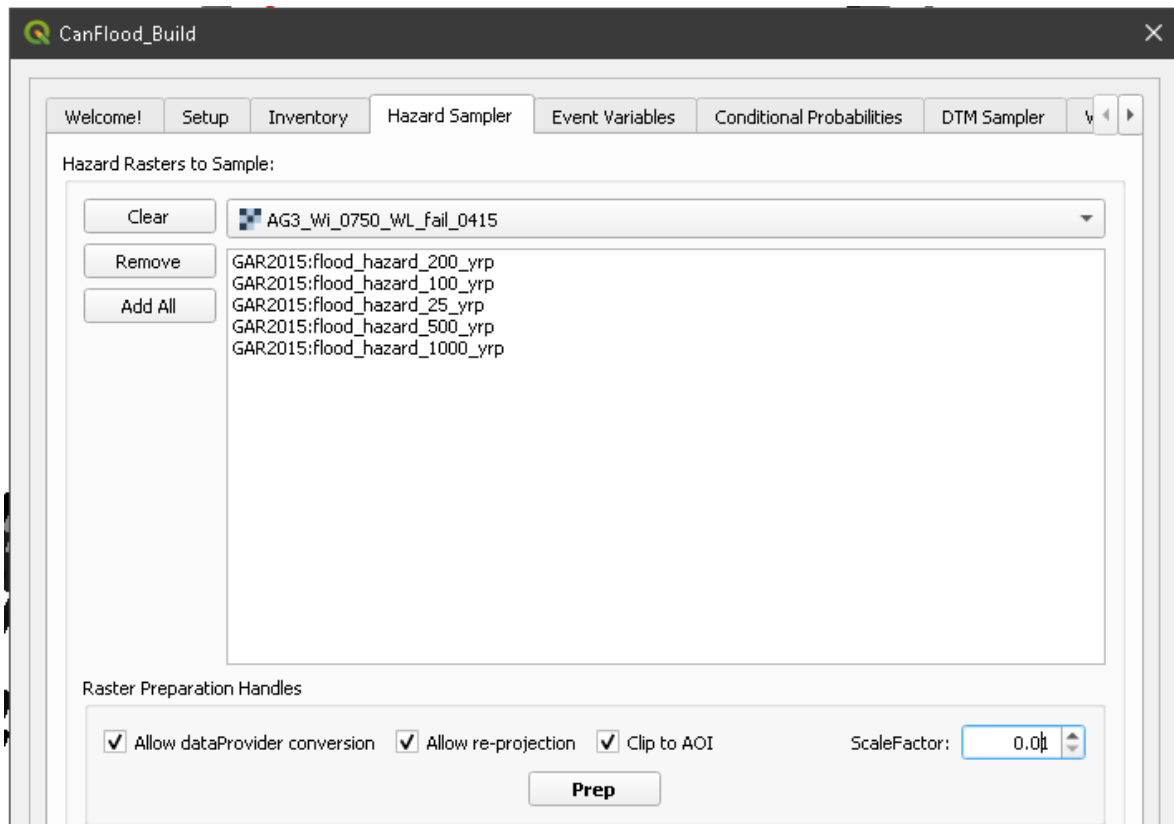 CanFlood_Build
Welcome! Setup Inventory Hazard Sampler Event Variables Conditional Probabilities DTM Sampler
Hazard Rasters to Sample:
Clear AG3_Wi_0750_WL_fail_0415
Remove
Add All
GAR2015:flood_hazard_200_yrp
GAR2015:flood_hazard_100_yrp
GAR2015:flood_hazard_25_yrp
GAR2015:flood_hazard_500_yrp
GAR2015:flood_hazard_1000_yrp
Raster Preparation Handles
Allow dataProvider conversion Allow re-projection Clip to AOI ScaleFactor: 0.01
Prep